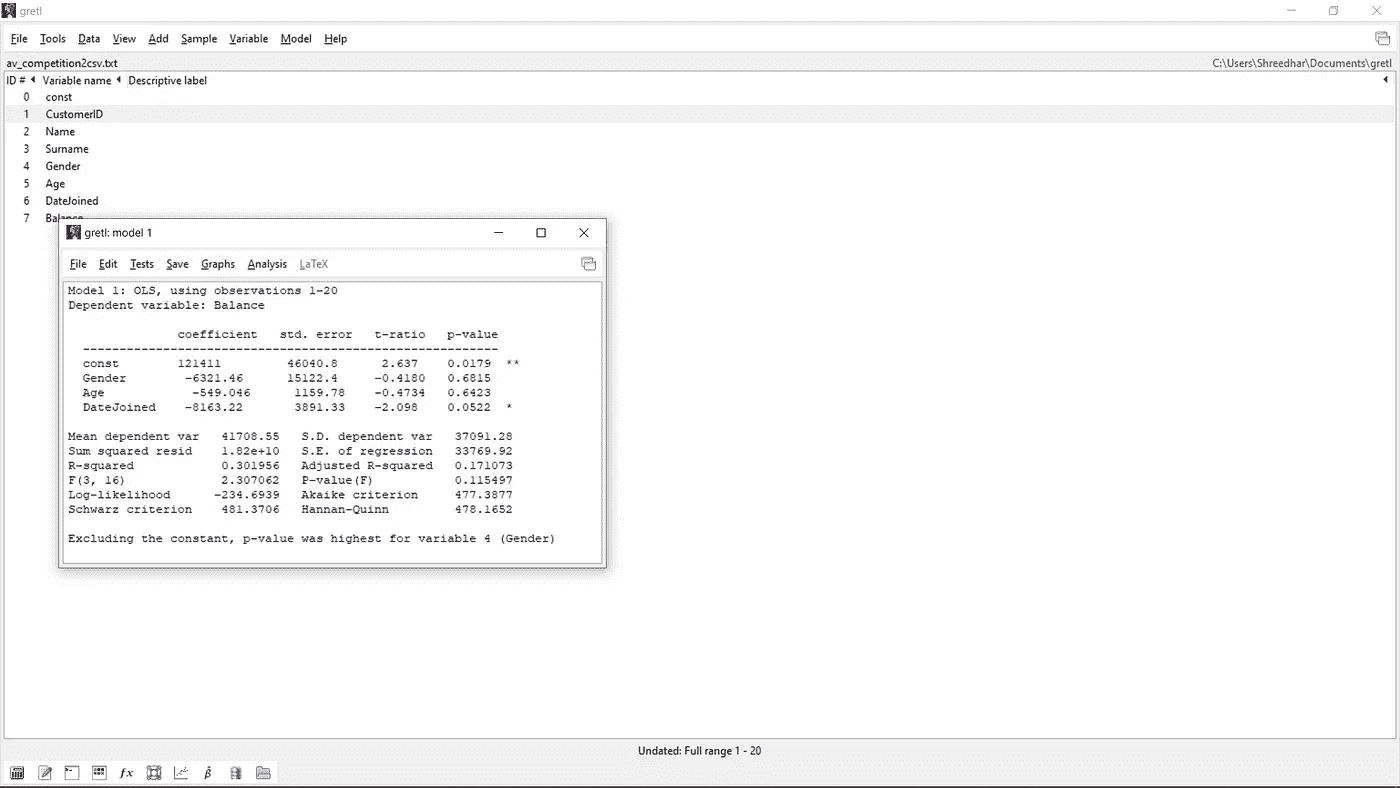 gretl
File Tools Data View Add Sample Variable Model Help
av_competition2csv.txt C:\Users\Shreedhar\Documents\gretl
ID # Variable name Descriptive label
0 const
1 CustomerID
2 Name
3 Surname
4 Gender
5 Age
6 DateJoined
7 Balance
gretl: model 1
File Edit Tests Save Graphs Analysis LaTeX
Model 1: OLS, using observations 1-20
Dependent variable: Balance
coefficient std. error t-ratio p-value
---------------------------------------------------------
const 121411 46040.8 2.637 0.0179 **
Gender −6321.46 15122.4 −0.4180 0.6815
Age −549.046 1159.78 −0.4734 0.6423
DateJoined −8163.22 3891.33 −2.098 0.0522 *
Mean dependent var 41708.55 S.D. dependent var 37091.28
Sum squared resid 1.82e+10 S.E. of regression 33769.92
R-squared 0.301956 Adjusted R-squared 0.171073
F(3, 16) 2.307062 P-value(F) 0.115497
Log-likelihood −234.6939 Akaike criterion 477.3877
Schwarz criterion 481.3706 Hannan-Quinn 478.1652
Excluding the constant, p-value was highest for variable 4 (Gender)
Undated: Full range 1 - 20
fx β̂